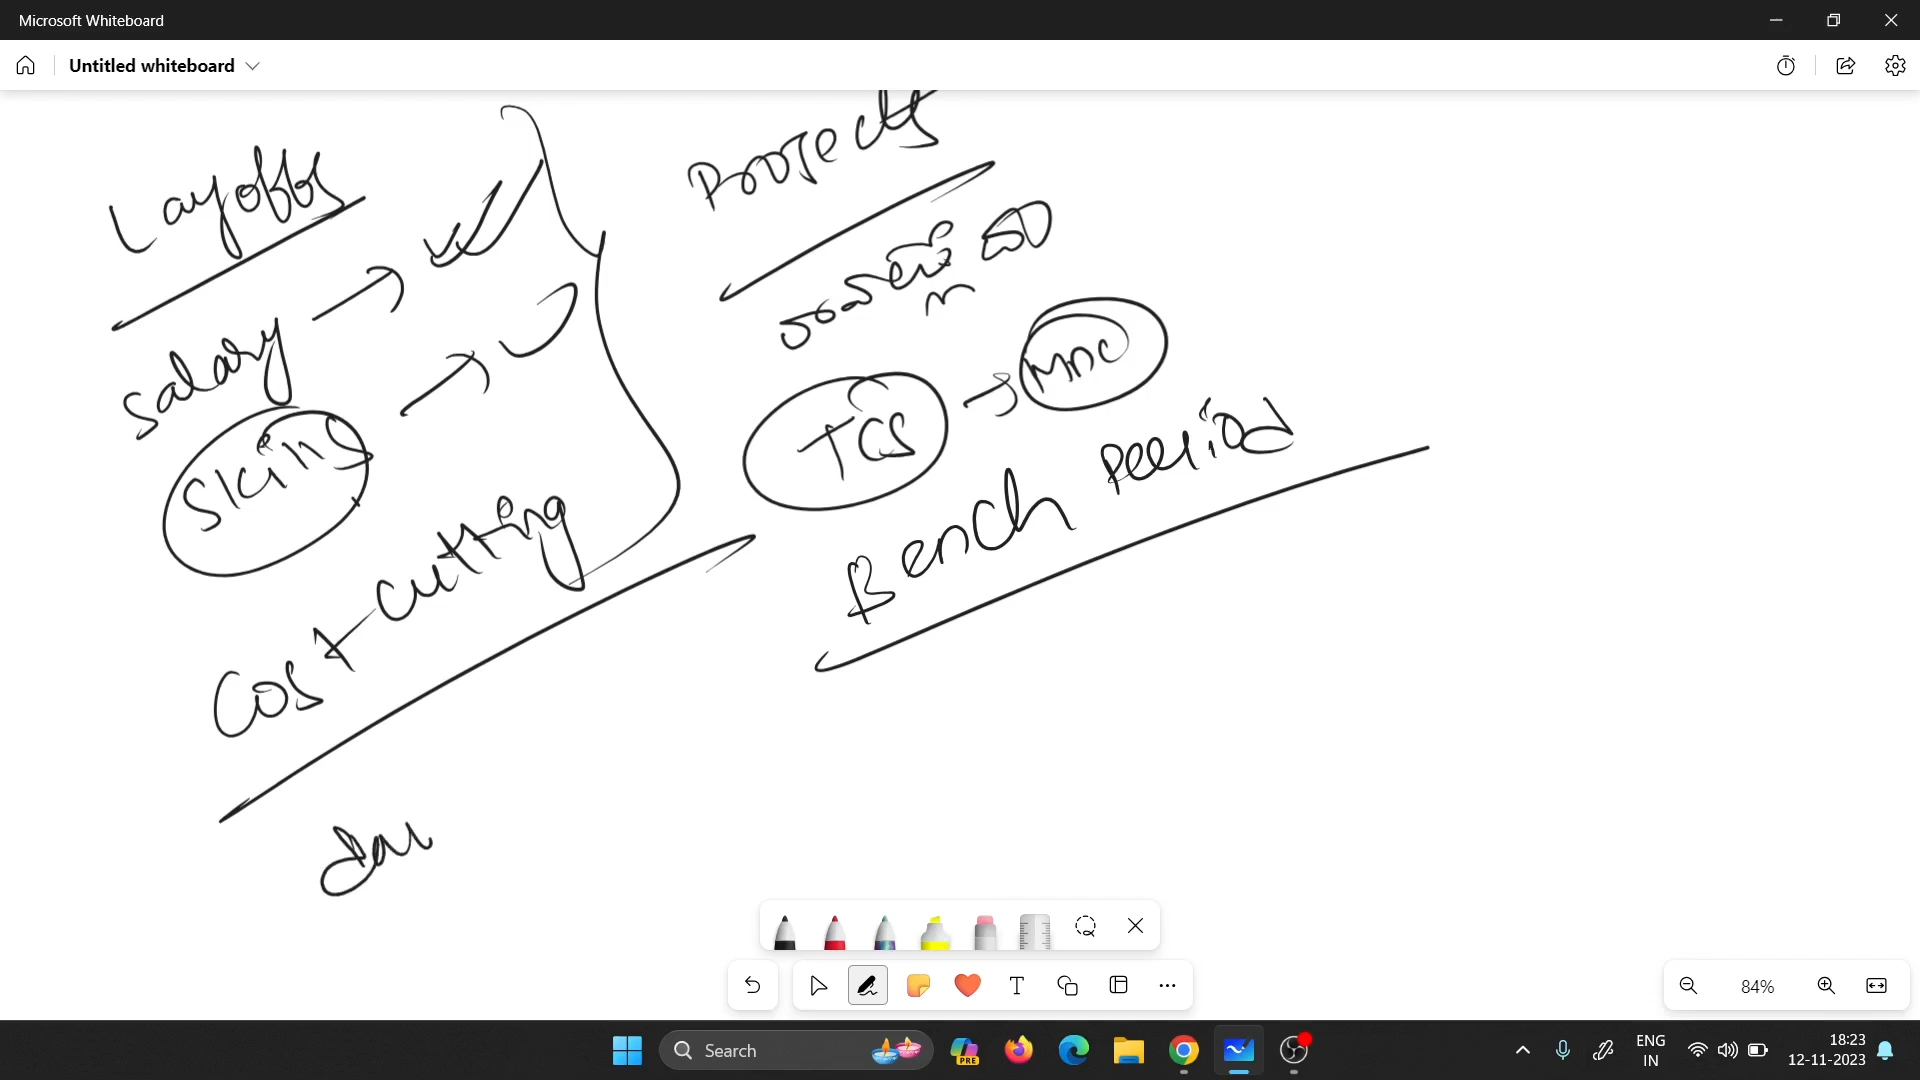 Microsoft Whiteboard
Untitled whiteboard
Layoffs
Salary →
Cost cutting
Projects
TCS → MNC
Bench Period
84%
Search
PRE
ENG
IN
18:23
12-11-2023